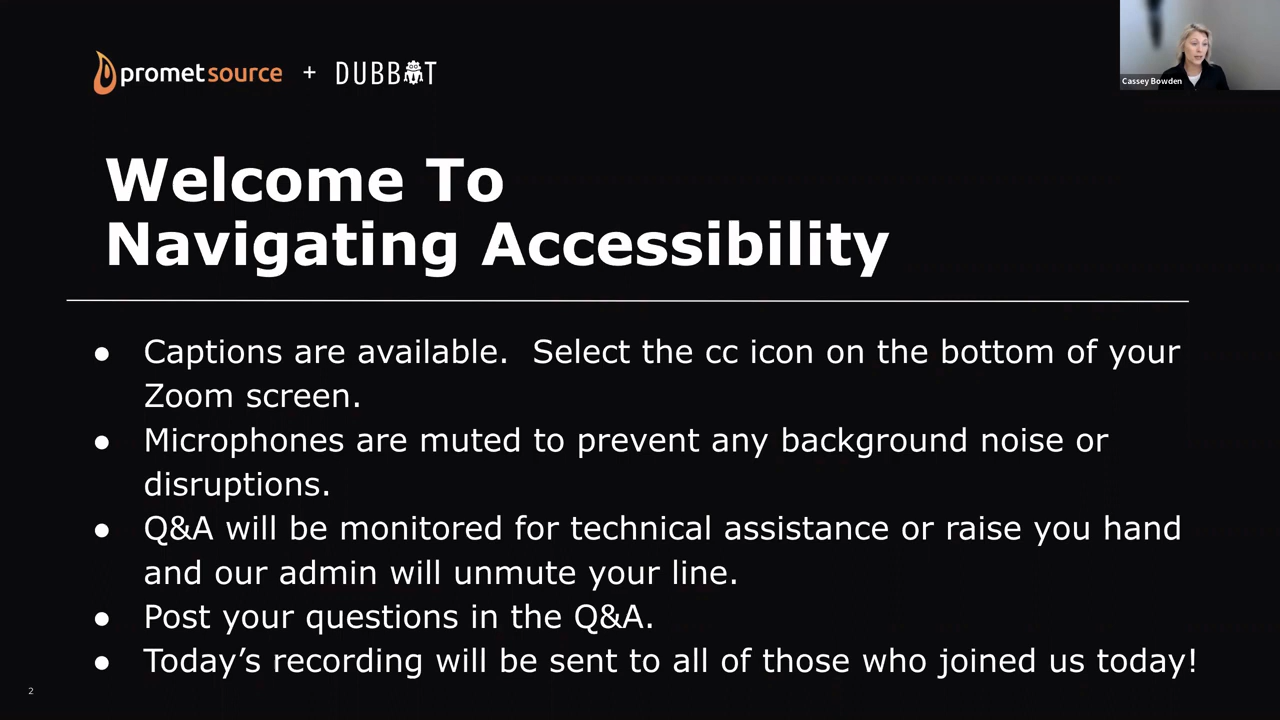 prometsource + DUBBOT
Cassey Bowden
Welcome To
Navigating Accessibility
● Captions are available.  Select the cc icon on the bottom of your
Zoom screen.
● Microphones are muted to prevent any background noise or
disruptions.
● Q&A will be monitored for technical assistance or raise you hand
and our admin will unmute your line.
● Post your questions in the Q&A.
● Today’s recording will be sent to all of those who joined us today!
2